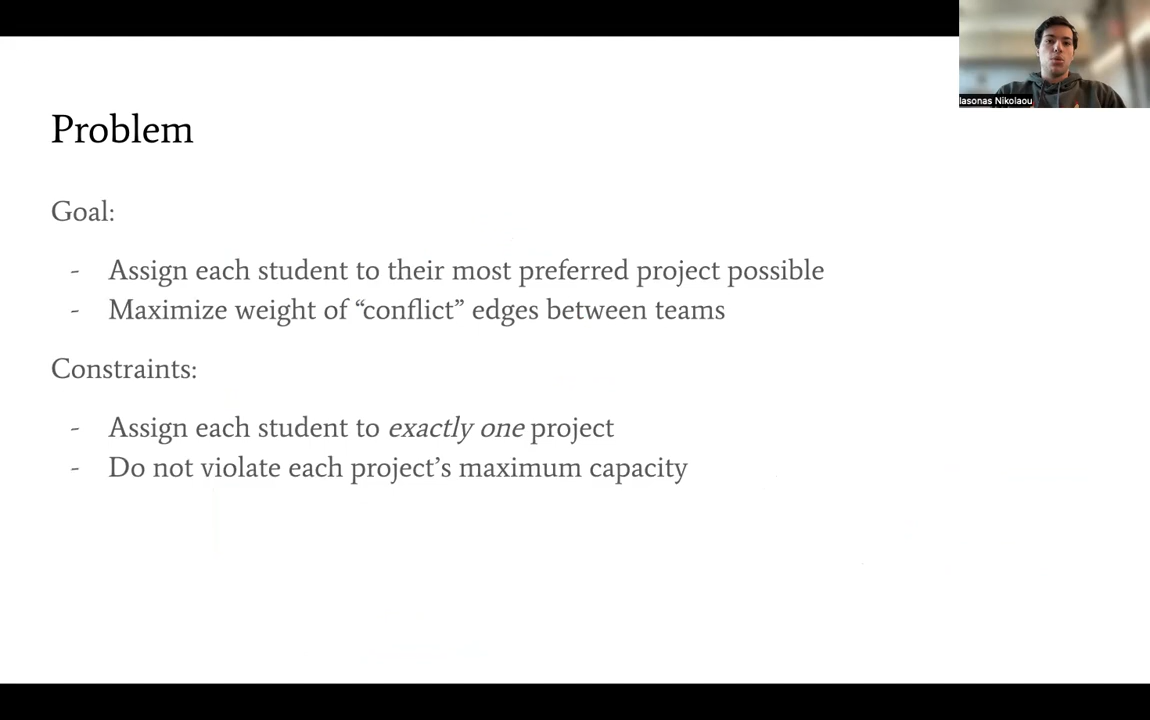 Iasonas Nikolaou
Problem
Goal:
- Assign each student to their most preferred project possible
- Maximize weight of “conflict” edges between teams
Constraints:
- Assign each student to exactly one project
- Do not violate each project’s maximum capacity